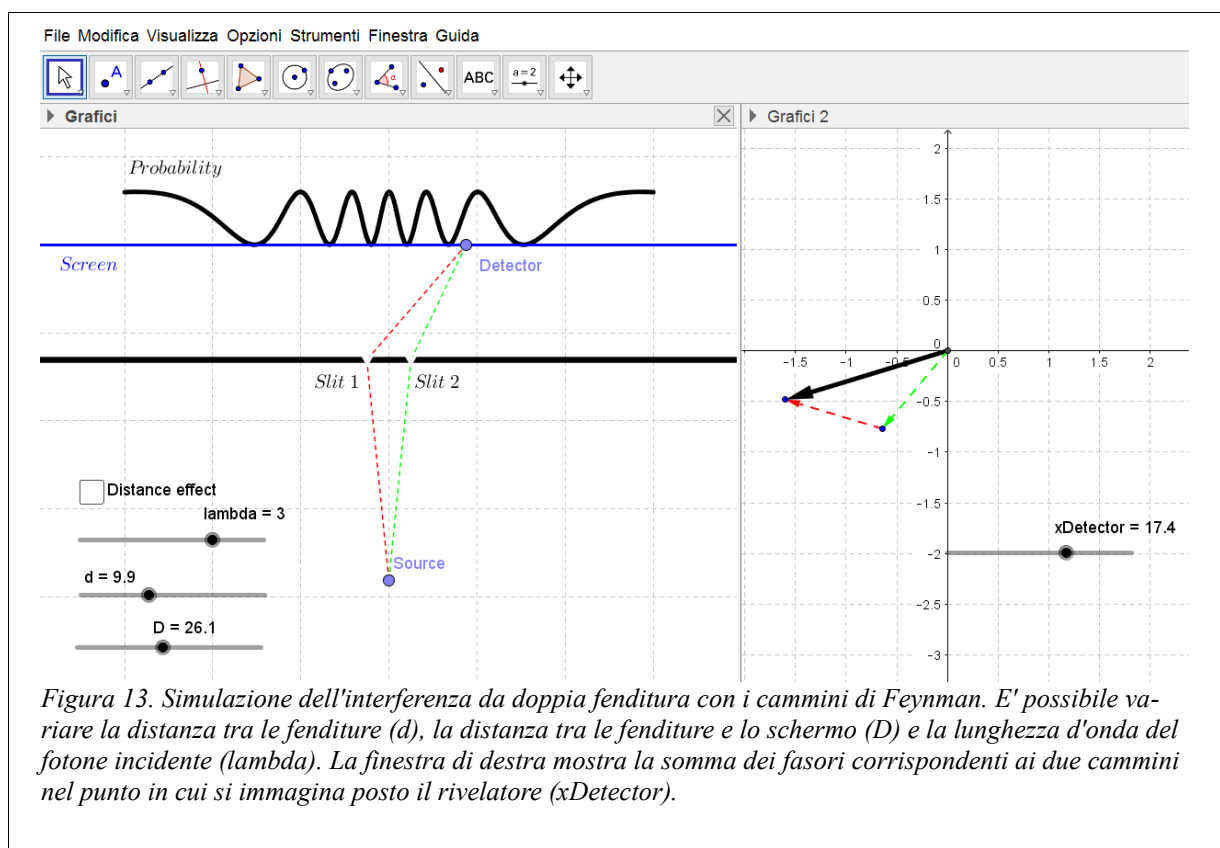 File Modifica Visualizza Opzioni Strumenti Finestra Guida
A
α
ABC
a = 2
Grafici
Grafici 2
Probability
Screen
Detector
Slit 1
Slit 2
Distance effect
lambda = 3
Source
d = 9.9
D = 26.1
2
1.5
1
0.5
0
-1.5 -1 -0.5 0 0.5 1 1.5 2
-0.5
-1
-1.5
xDetector = 17.4
-2
-2.5
-3
Figura 13. Simulazione dell'interferenza da doppia fenditura con i cammini di Feynman. E' possibile va-
riare la distanza tra le fenditure (d), la distanza tra le fenditure e lo schermo (D) e la lunghezza d'onda del
fotone incidente (lambda). La finestra di destra mostra la somma dei fasori corrispondenti ai due cammini
nel punto in cui si immagina posto il rivelatore (xDetector).